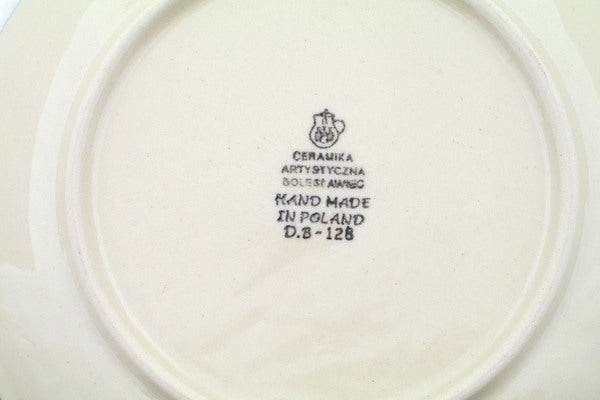 CERAMIKA
ARTYSTYCZNA
BOLESŁAWIEC
HAND MADE
IN POLAND
D.B-128